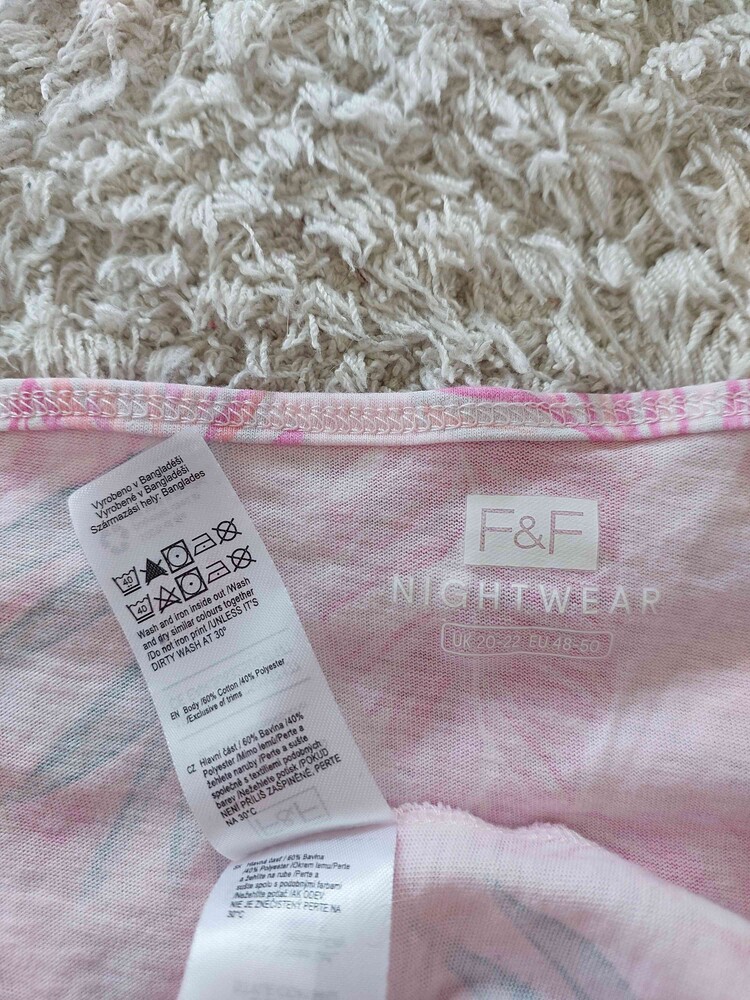 Vyrobeno v Bangladéši
Vyrobené v Bangladéši
Származási hely: Banglades
40
40
Wash and iron inside out /Wash
and dry similar colours together
/Do not iron print /UNLESS IT'S
DIRTY WASH AT 30°
EN Body /60% Cotton /40% Polyester
/Exclusive of trims
CZ Hlavní část / 60% Bavlna /40%
Polyester /Mimo lemů/Perte a
žehlete naruby /Perte a sušte
společně s textiliemi podobných
barev /Nežehlete potisk /POKUD
NENÍ PŘÍLIŠ ZAŠPINĚNÉ, PERTE
NA 30°C
F&F
SK Hlavná časť / 60% Bavlna
/40% Polyester /Okrem lemu/Perte
a žehlite na rube /Perte a
sušte spolu s podobnými farbami
/Nežehliť potlač /AK ODEV
NIE JE ZNEČISTENÝ PERTE NA
30°C
F&F
NIGHTWEAR
UK 20-22 EU 48-50